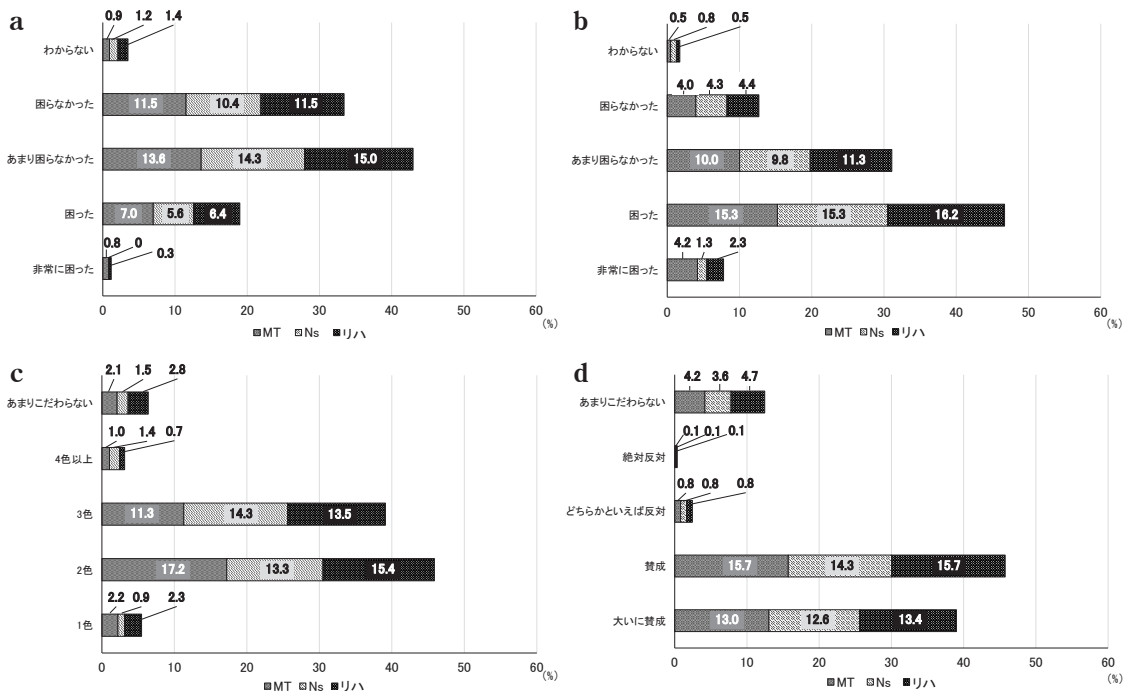 a
0.9 1.2 1.4
わからない
困らなかった 11.5 10.4 11.5
あまり困らなかった 13.6 14.3 15.0
困った 7.0 5.6 6.4
0.8 0 0.3
非常に困った
0 10 20 30 40 50 60
(%)
MT Ns リハ
b
0.5 0.8 0.5
わからない
4.0 4.3 4.4
困らなかった
あまり困らなかった 10.0 9.8 11.3
困った 15.3 15.3 16.2
4.2 1.3 2.3
非常に困った
0 10 20 30 40 50 60
(%)
MT Ns リハ
c
2.1 1.5 2.8
あまりこだわらない
1.0 1.4 0.7
4色以上
3色 11.3 14.3 13.5
2色 17.2 13.3 15.4
2.2 0.9 2.3
1色
0 10 20 30 40 50 60
(%)
MT Ns リハ
d
4.2 3.6 4.7
あまりこだわらない
0.1 0.1 0.1
絶対反対
0.8 0.8 0.8
どちらかといえば反対
賛成 15.7 14.3 15.7
大いに賛成 13.0 12.6 13.4
0 10 20 30 40 50 60
(%)
MT Ns リハ